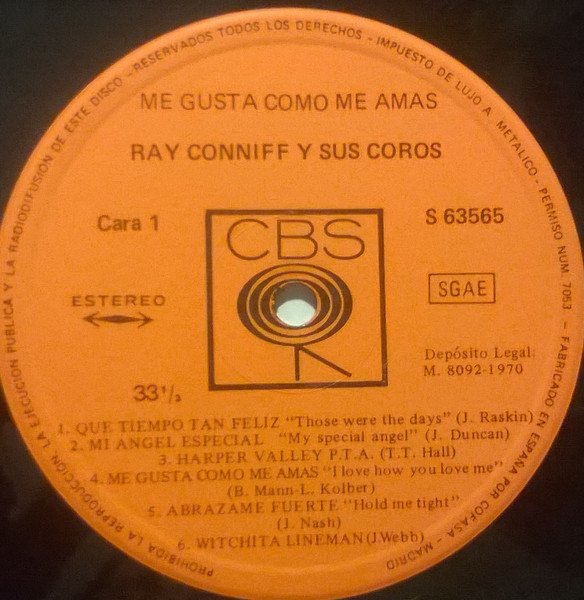 PROHIBIDA LA REPRODUCCION, LA EJECUCION PUBLICA Y LA RADIODIFUSION DE ESTE DISCO - RESERVADOS TODOS LOS DERECHOS - IMPUESTO DE LUJO A METALICO - PERMISO NUM. 7053 - FABRICADO EN ESPAÑA POR COFASA - MADRID
ME GUSTA COMO ME AMAS
RAY CONNIFF Y SUS COROS
Cara 1
CBS
S 63565
ESTEREO
SGAE
33 1/3
Depósito Legal:
M. 8092-1970
1. QUE TIEMPO TAN FELIZ "Those were the days" (J. Raskin)
2. MI ANGEL ESPECIAL "My special angel" (J. Duncan)
3. HARPER VALLEY P.T.A. (T.T. Hall)
4. ME GUSTA COMO ME AMAS "I love how you love me"
(B. Mann-L. Kolber)
5. ABRAZAME FUERTE "Hold me tight"
(J. Nash)
6. WITCHITA LINEMAN (J.Webb)